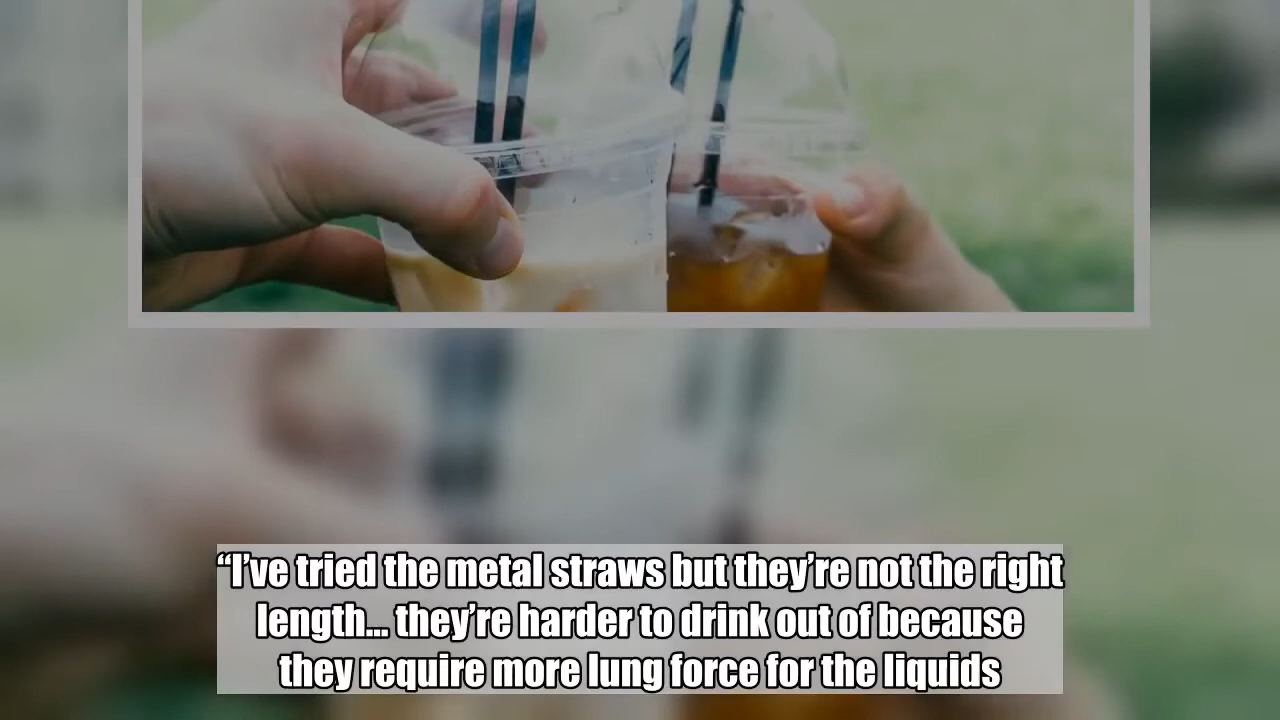 “I’ve tried the metal straws but they’re not the right
length... they’re harder to drink out of because
they require more lung force for the liquids